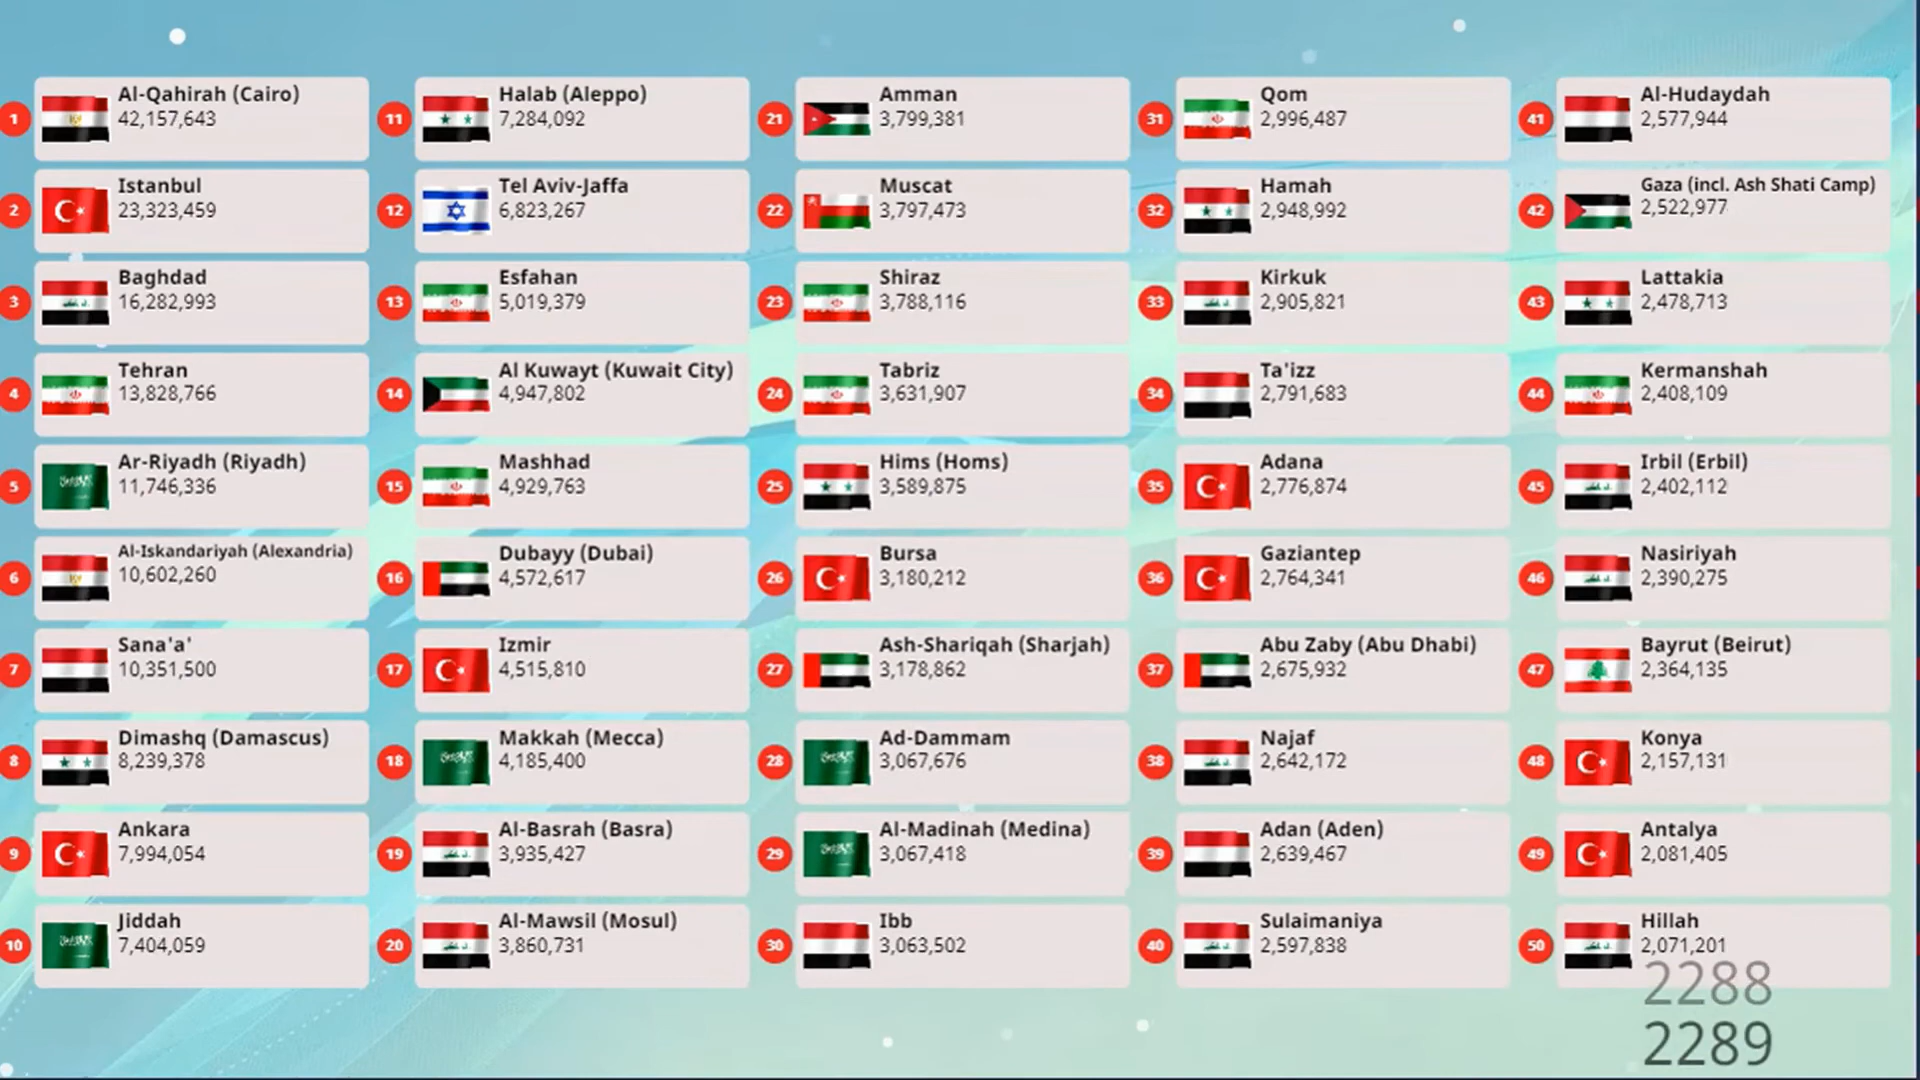 1
Al-Qahirah (Cairo)
42,157,643
2
Istanbul
23,323,459
3
Baghdad
16,282,993
4
Tehran
13,828,766
5
Ar-Riyadh (Riyadh)
11,746,336
6
Al-Iskandariyah (Alexandria)
10,602,260
7
Sana'a'
10,351,500
8
Dimashq (Damascus)
8,239,378
9
Ankara
7,994,054
10
Jiddah
7,404,059
11
Halab (Aleppo)
7,284,092
12
Tel Aviv-Jaffa
6,823,267
13
Esfahan
5,019,379
14
Al Kuwayt (Kuwait City)
4,947,802
15
Mashhad
4,929,763
16
Dubayy (Dubai)
4,572,617
17
Izmir
4,515,810
18
Makkah (Mecca)
4,185,400
19
Al-Basrah (Basra)
3,935,427
20
Al-Mawsil (Mosul)
3,860,731
21
Amman
3,799,381
22
Muscat
3,797,473
23
Shiraz
3,788,116
24
Tabriz
3,631,907
25
Hims (Homs)
3,589,875
26
Bursa
3,180,212
27
Ash-Shariqah (Sharjah)
3,178,862
28
Ad-Dammam
3,067,676
29
Al-Madinah (Medina)
3,067,418
30
Ibb
3,063,502
31
Qom
2,996,487
32
Hamah
2,948,992
33
Kirkuk
2,905,821
34
Ta'izz
2,791,683
35
Adana
2,776,874
36
Gaziantep
2,764,341
37
Abu Zaby (Abu Dhabi)
2,675,932
38
Najaf
2,642,172
39
Adan (Aden)
2,639,467
40
Sulaimaniya
2,597,838
41
Al-Hudaydah
2,577,944
42
Gaza (incl. Ash Shati Camp)
2,522,977
43
Lattakia
2,478,713
44
Kermanshah
2,408,109
45
Irbil (Erbil)
2,402,112
46
Nasiriyah
2,390,275
47
Bayrut (Beirut)
2,364,135
48
Konya
2,157,131
49
Antalya
2,081,405
50
Hillah
2,071,201
2288
2289